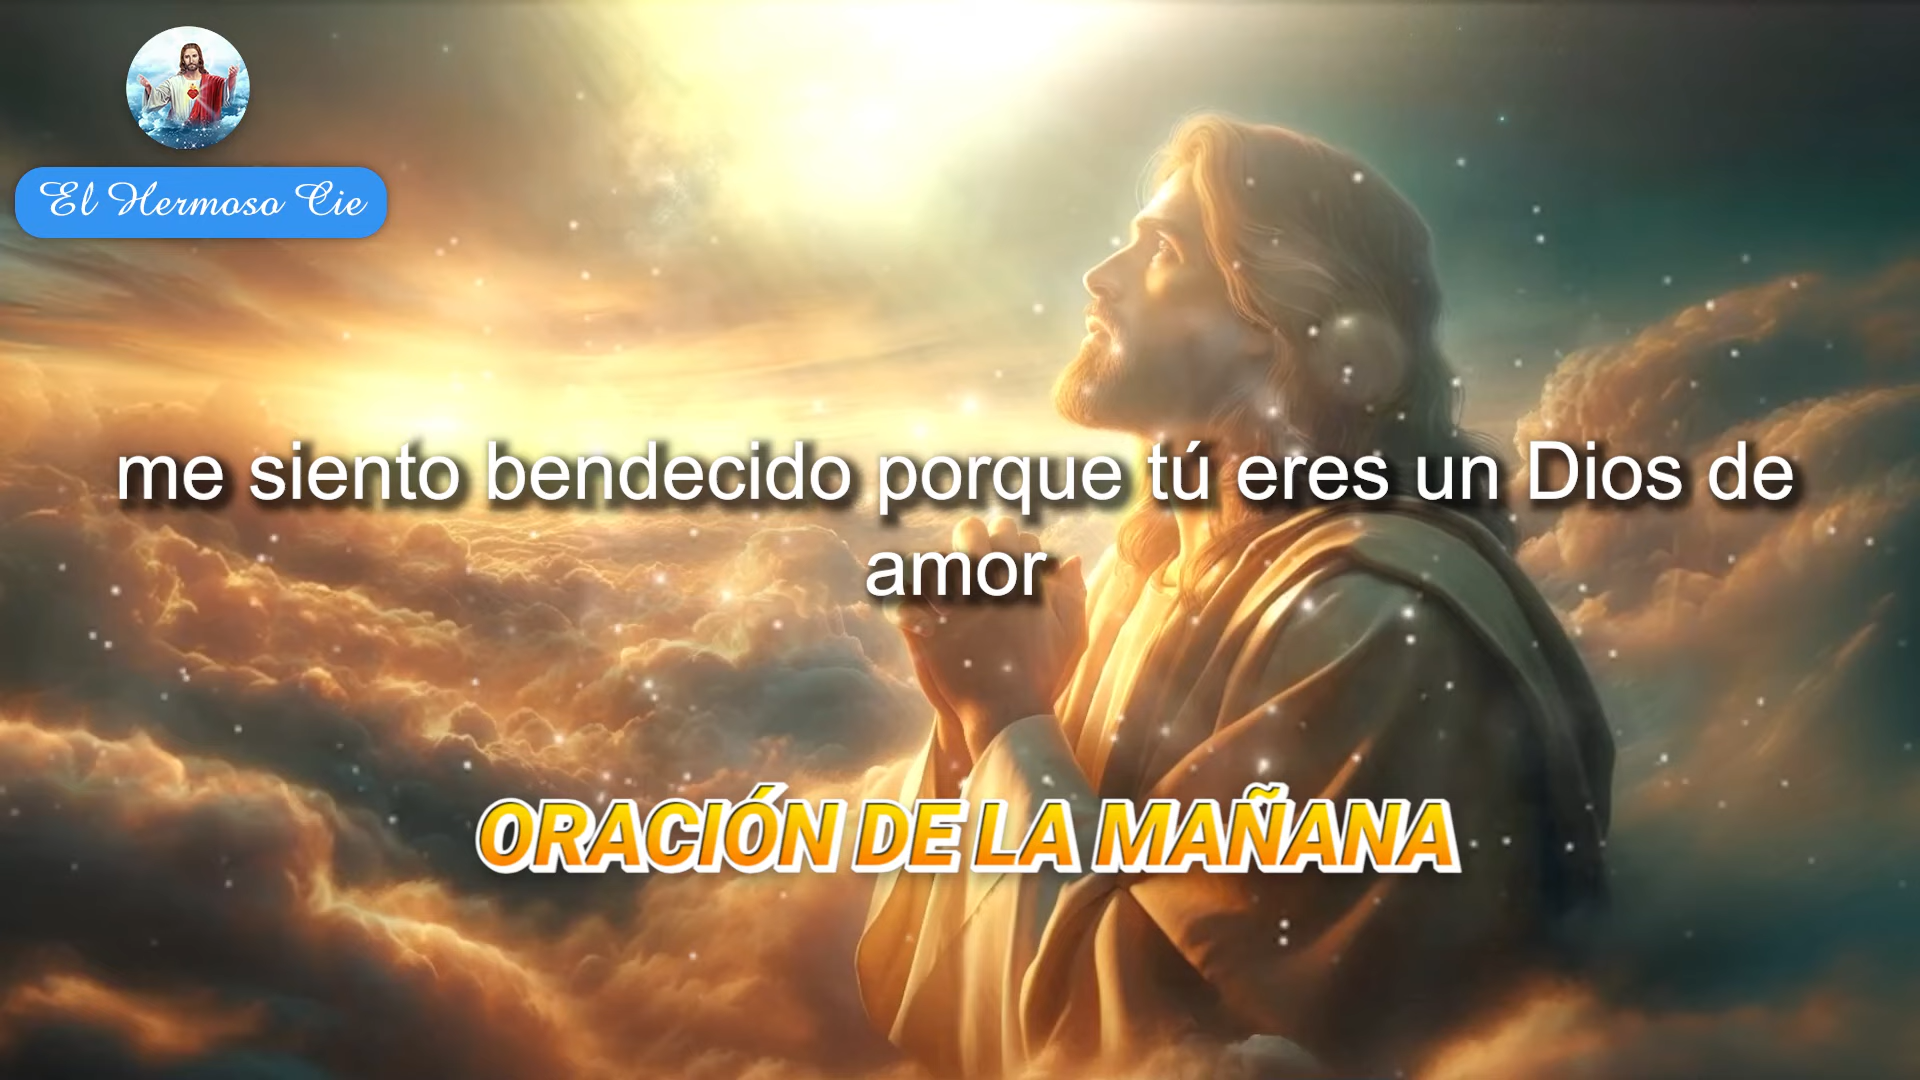 El Hermoso Cie
me siento bendecido porque tú eres un Dios de
amor
ORACIÓN DE LA MAÑANA